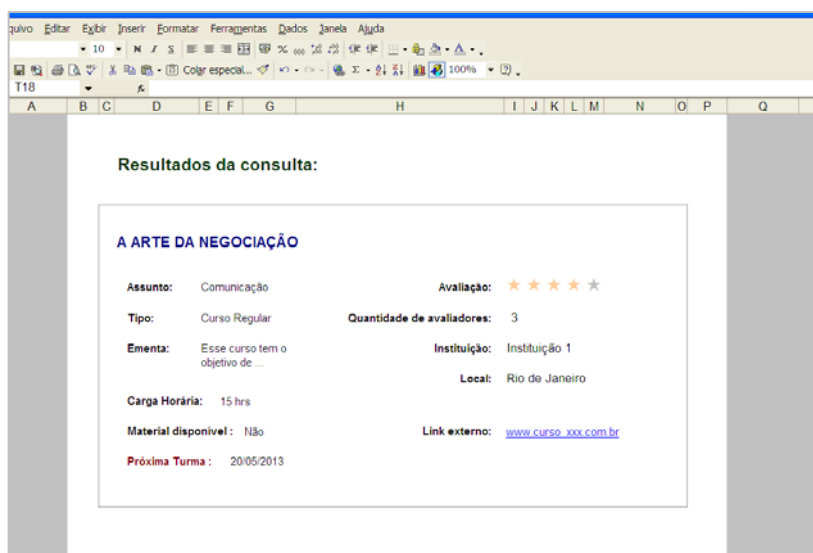 quivo Editar Exibir Inserir Formatar Ferramentas Dados Janela Ajuda
10 N I S % 000
Colar especial... Σ 100%
T18 fx
A B C D E F G H I J K L M N O P Q
Resultados da consulta:
A ARTE DA NEGOCIAÇÃO
Assunto: Comunicação Avaliação:
Tipo: Curso Regular Quantidade de avaliadores: 3
Ementa: Esse curso tem o Instituição: Instituição 1
objetivo de ...
Local: Rio de Janeiro
Carga Horária: 15 hrs
Material disponível : Não Link externo: www.curso_xxx.com.br
Próxima Turma : 20/05/2013